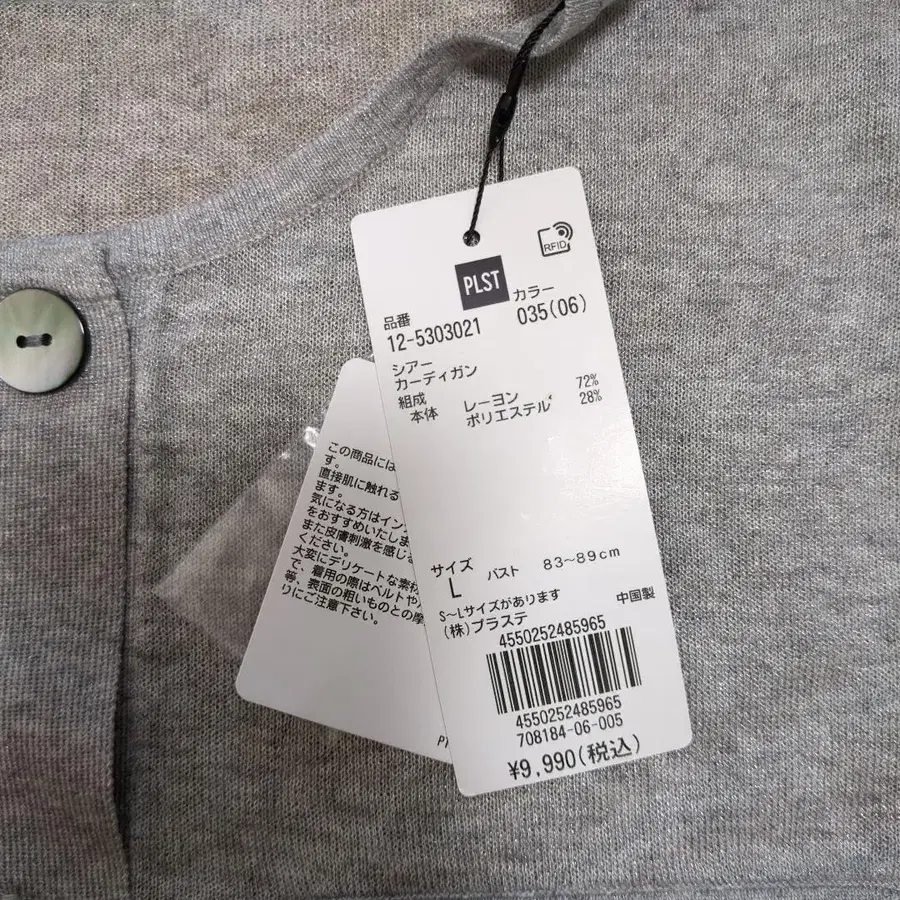 RFID
PLST
品番 カラー
12-5303021 035(06)
シアー
カーディガン
組成
本体 レーヨン 72%
ポリエステル 28%
サイズ
L バスト 83~89cm
S~Lサイズがあります 中国製
(株)プラステ
4550252485965
4550252485965
708184-06-005
¥9,990(税込)
この商品には
す。
直接肌に触れる
ます。
気になる方はイン
をおすすめいたしま
また皮膚刺激を感じ
ください。
大変にデリケートな素材
で、着用の際はベルトや
等、表面の粗いものとの摩
りにご注意下さい。